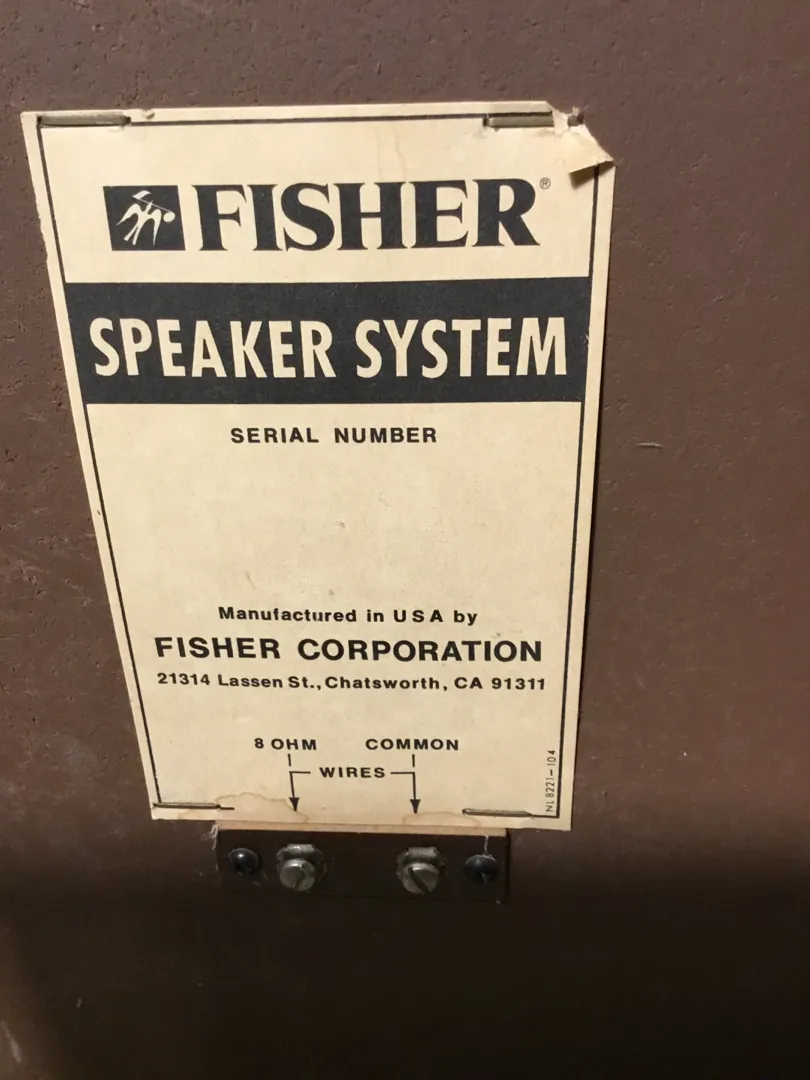 FISHER®
SPEAKER SYSTEM
SERIAL NUMBER
Manufactured in USA by
FISHER CORPORATION
21314 Lassen St., Chatsworth, CA 91311
8 OHM COMMON
WIRES
NL8221-104